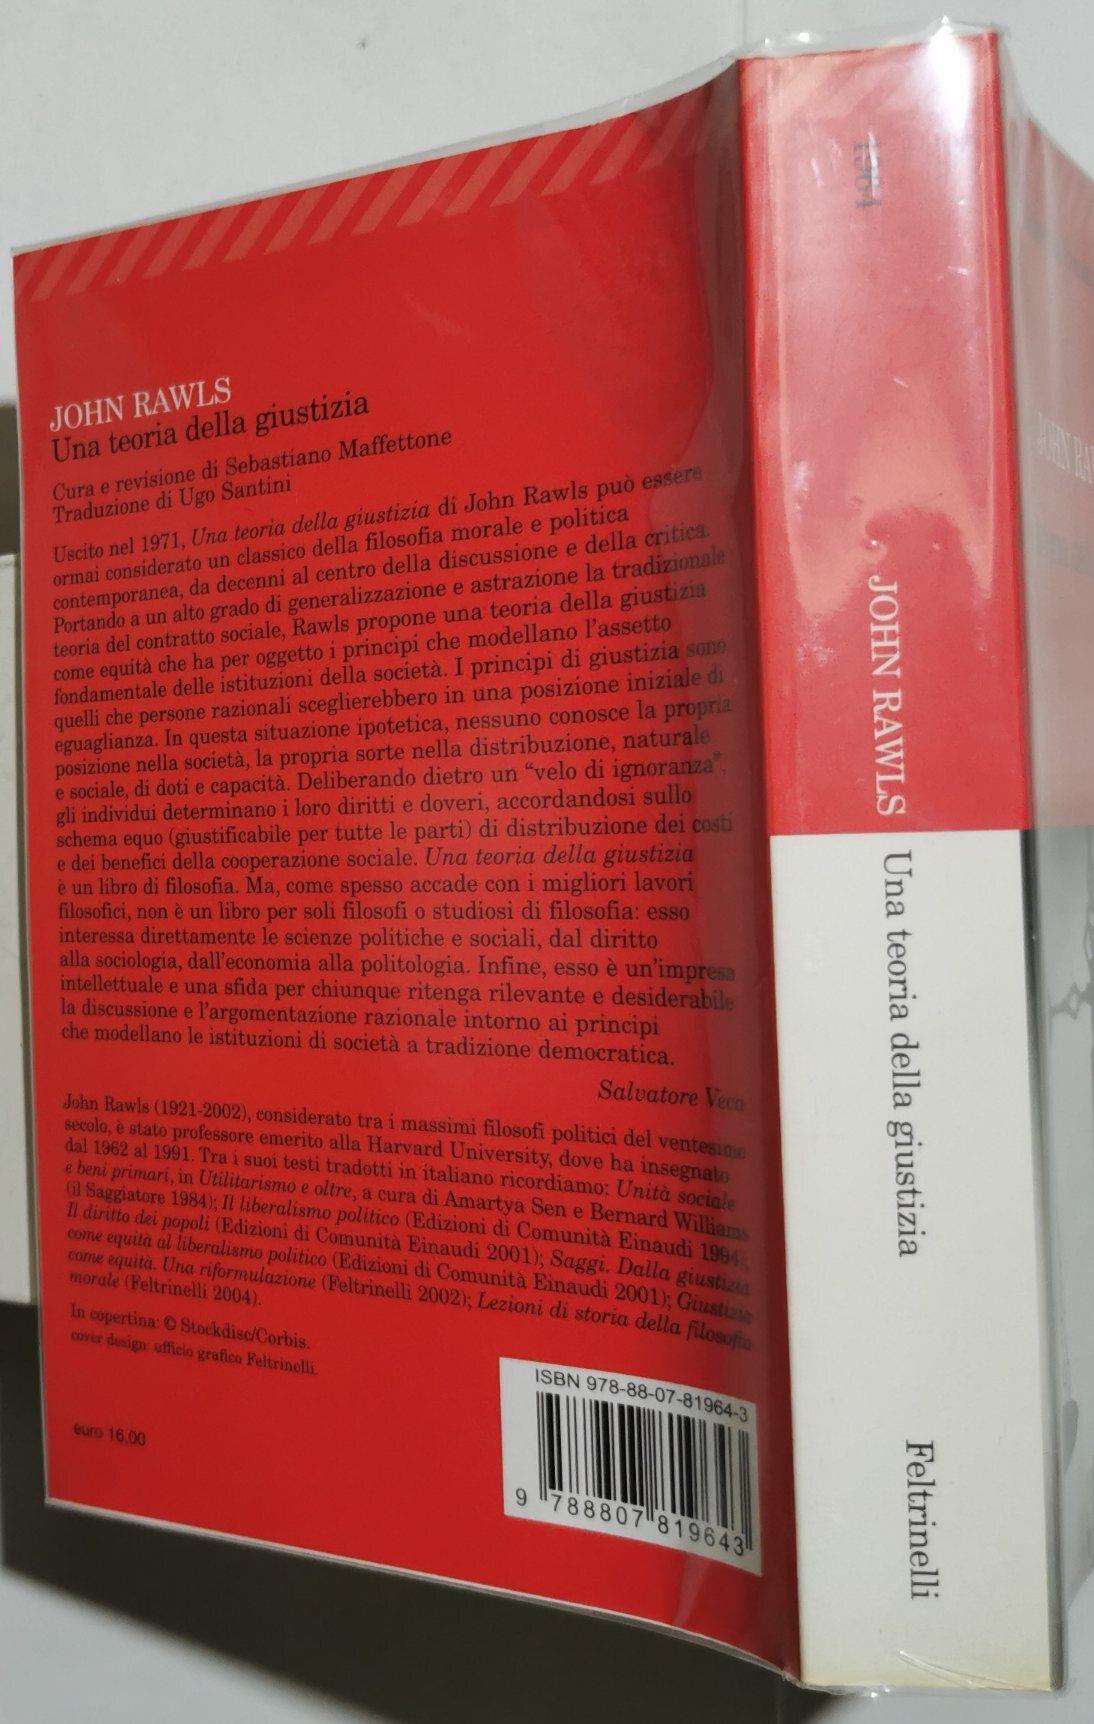 JOHN RAWLS
Una teoria della giustizia
Cura e revisione di Sebastiano Maffettone
Traduzione di Ugo Santini
Uscito nel 1971, Una teoria della giustizia di John Rawls può essere
ormai considerato un classico della filosofia morale e politica
contemporanea, da decenni al centro della discussione e della critica.
Portando a un alto grado di generalizzazione e astrazione la tradizionale
teoria del contratto sociale, Rawls propone una teoria della giustizia
come equità che ha per oggetto i principi che modellano l'assetto
fondamentale delle istituzioni della società. I principi di giustizia sono
quelli che persone razionali sceglierebbero in una posizione iniziale di
eguaglianza. In questa situazione ipotetica, nessuno conosce la propria
posizione nella società, la propria sorte nella distribuzione, naturale
e sociale, di doti e capacità. Deliberando dietro un “velo di ignoranza”,
gli individui determinano i loro diritti e doveri, accordandosi sullo
schema equo (giustificabile per tutte le parti) di distribuzione dei costi
e dei benefici della cooperazione sociale. Una teoria della giustizia
è un libro di filosofia. Ma, come spesso accade con i migliori lavori
filosofici, non è un libro per soli filosofi o studiosi di filosofia: esso
interessa direttamente le scienze politiche e sociali, dal diritto
alla sociologia, dall'economia alla politologia. Infine, esso è un'impresa
intellettuale e una sfida per chiunque ritenga rilevante e desiderabile
la discussione e l'argomentazione razionale intorno ai principi
che modellano le istituzioni di società a tradizione democratica.
Salvatore Veca
John Rawls (1921-2002), considerato tra i massimi filosofi politici del ventesimo
secolo, è stato professore emerito alla Harvard University, dove ha insegnato
dal 1962 al 1991. Tra i suoi testi tradotti in italiano ricordiamo: Unità sociale
e beni primari, in Utilitarismo e oltre, a cura di Amartya Sen e Bernard Williams
(il Saggiatore 1984); Il liberalismo politico (Edizioni di Comunità Einaudi 1994);
Il diritto dei popoli (Edizioni di Comunità Einaudi 2001); Saggi. Dalla giustizia
come equità al liberalismo politico (Edizioni di Comunità Einaudi 2001); Giustizia
come equità. Una riformulazione (Feltrinelli 2002); Lezioni di storia della filosofia
morale (Feltrinelli 2004).
In copertina: © Stockdisc/Corbis.
cover design: ufficio grafico Feltrinelli.
euro 16,00
ISBN 978-88-07-81964-3
9 788807 819643
1964
JOHN RAWLS
Una teoria della giustizia
Feltrinelli
JOHN